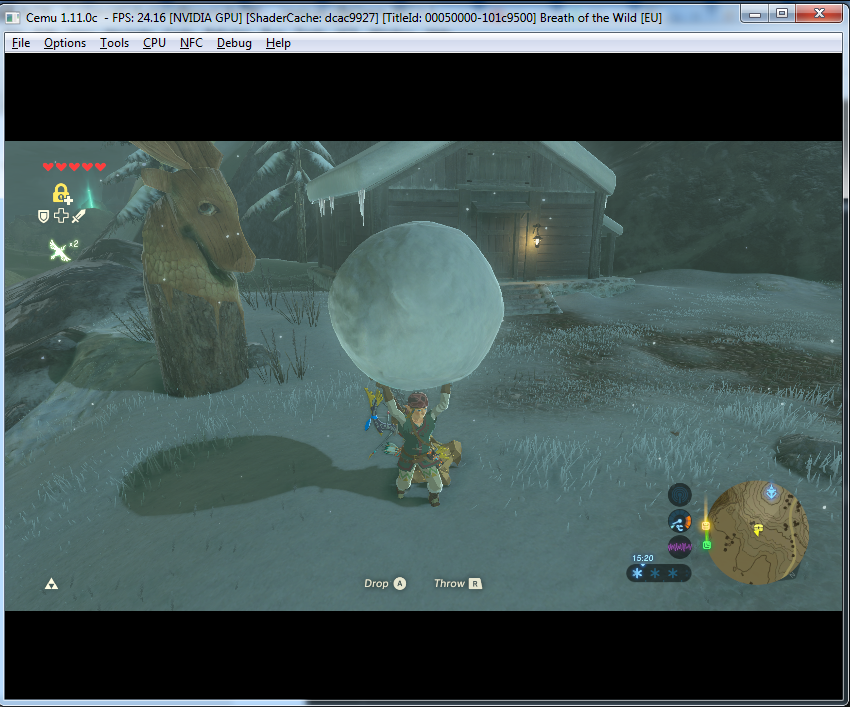 Cemu 1.11.0c - FPS: 24.16 [NVIDIA GPU] [ShaderCache: dcac9927] [TitleId: 00050000-101c9500] Breath of the Wild [EU]
File Options Tools CPU NFC Debug Help
×2
15:20
Drop A Throw R